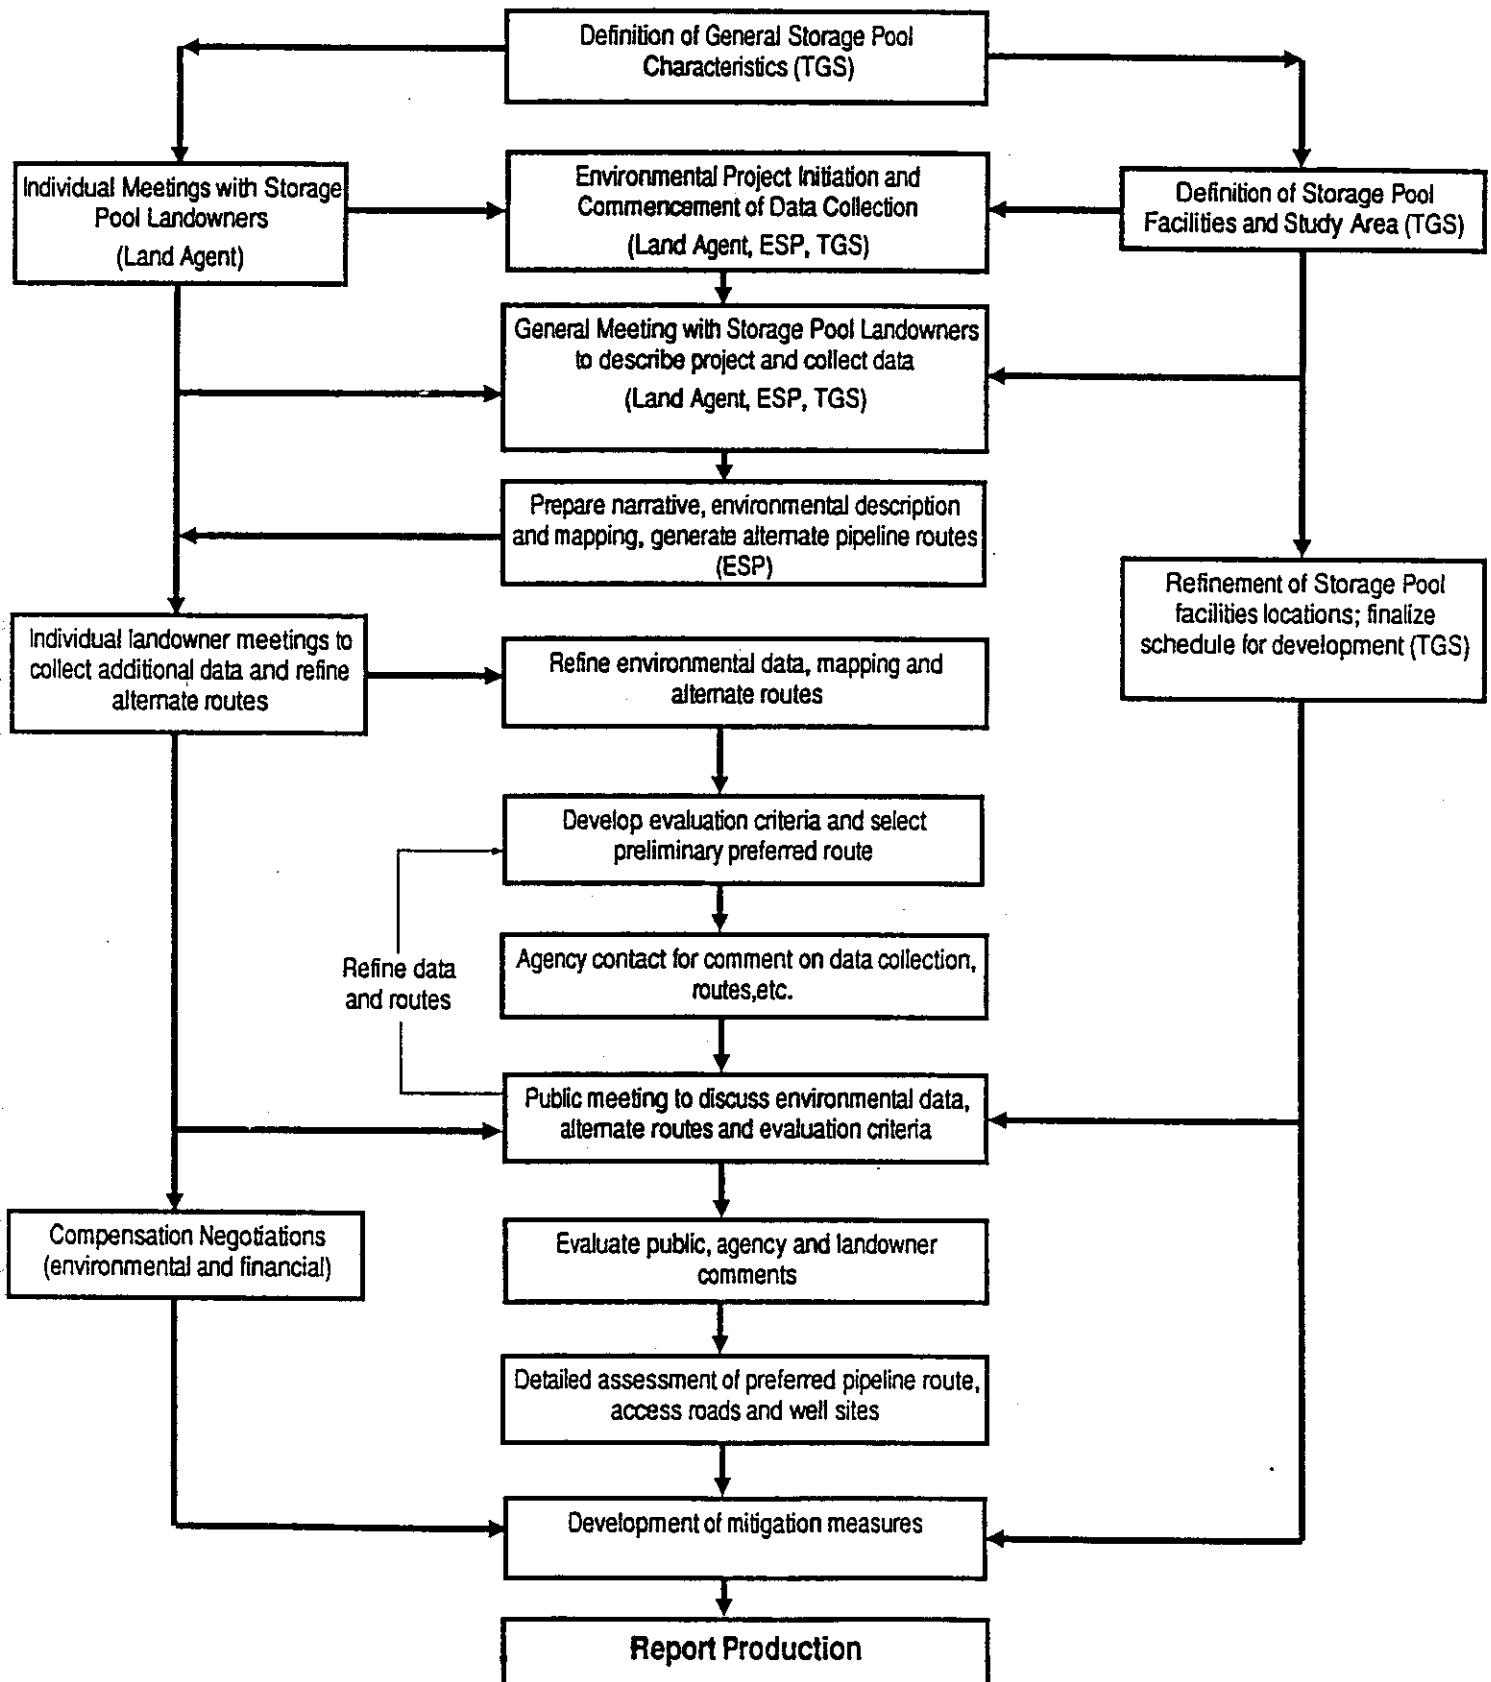 Definition of General Storage Pool
Characteristics (TGS)
Individual Meetings with Storage
Pool Landowners
(Land Agent)
Environmental Project Initiation and
Commencement of Data Collection
(Land Agent, ESP, TGS)
Definition of Storage Pool
Facilities and Study Area (TGS)
General Meeting with Storage Pool Landowners
to describe project and collect data
(Land Agent, ESP, TGS)
Prepare narrative, environmental description
and mapping, generate alternate pipeline routes
(ESP)
Individual landowner meetings to
collect additional data and refine
alternate routes
Refine environmental data, mapping and
alternate routes
Refinement of Storage Pool
facilities locations; finalize
schedule for development (TGS)
Develop evaluation criteria and select
preliminary preferred route
Agency contact for comment on data collection,
routes,etc.
Refine data
and routes
Public meeting to discuss environmental data,
alternate routes and evaluation criteria
Compensation Negotiations
(environmental and financial)
Evaluate public, agency and landowner
comments
Detailed assessment of preferred pipeline route,
access roads and well sites
Development of mitigation measures
Report Production